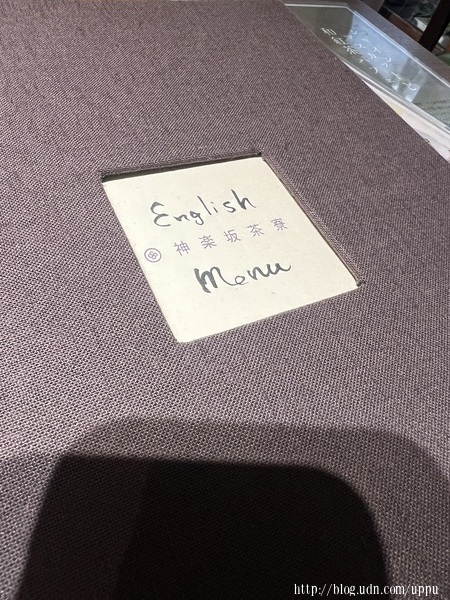 English
神楽坂茶寮
Menu
http://blog.udn.com/uppu